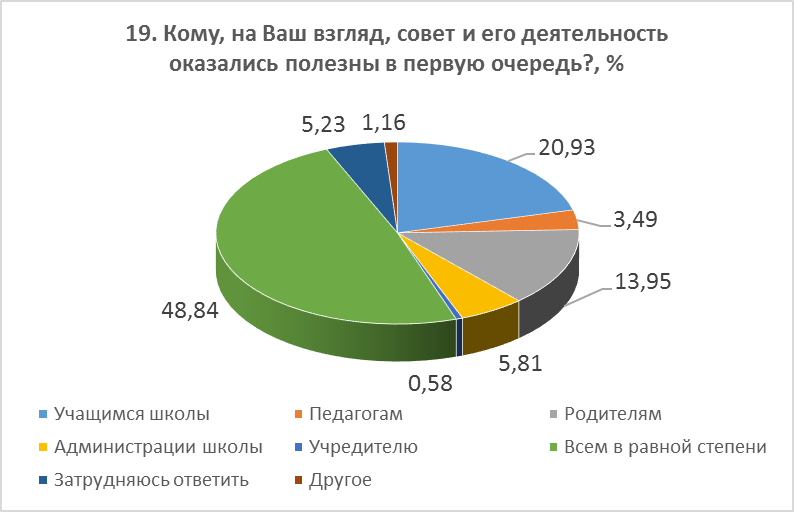 19. Кому, на Ваш взгляд, совет и его деятельность
оказались полезны в первую очередь?, %
5,23
1,16
20,93
3,49
13,95
5,81
0,58
48,84
Учащимся школы
Педагогам
Родителям
Администрации школы
Учредителю
Всем в равной степени
Затрудняюсь ответить
Другое